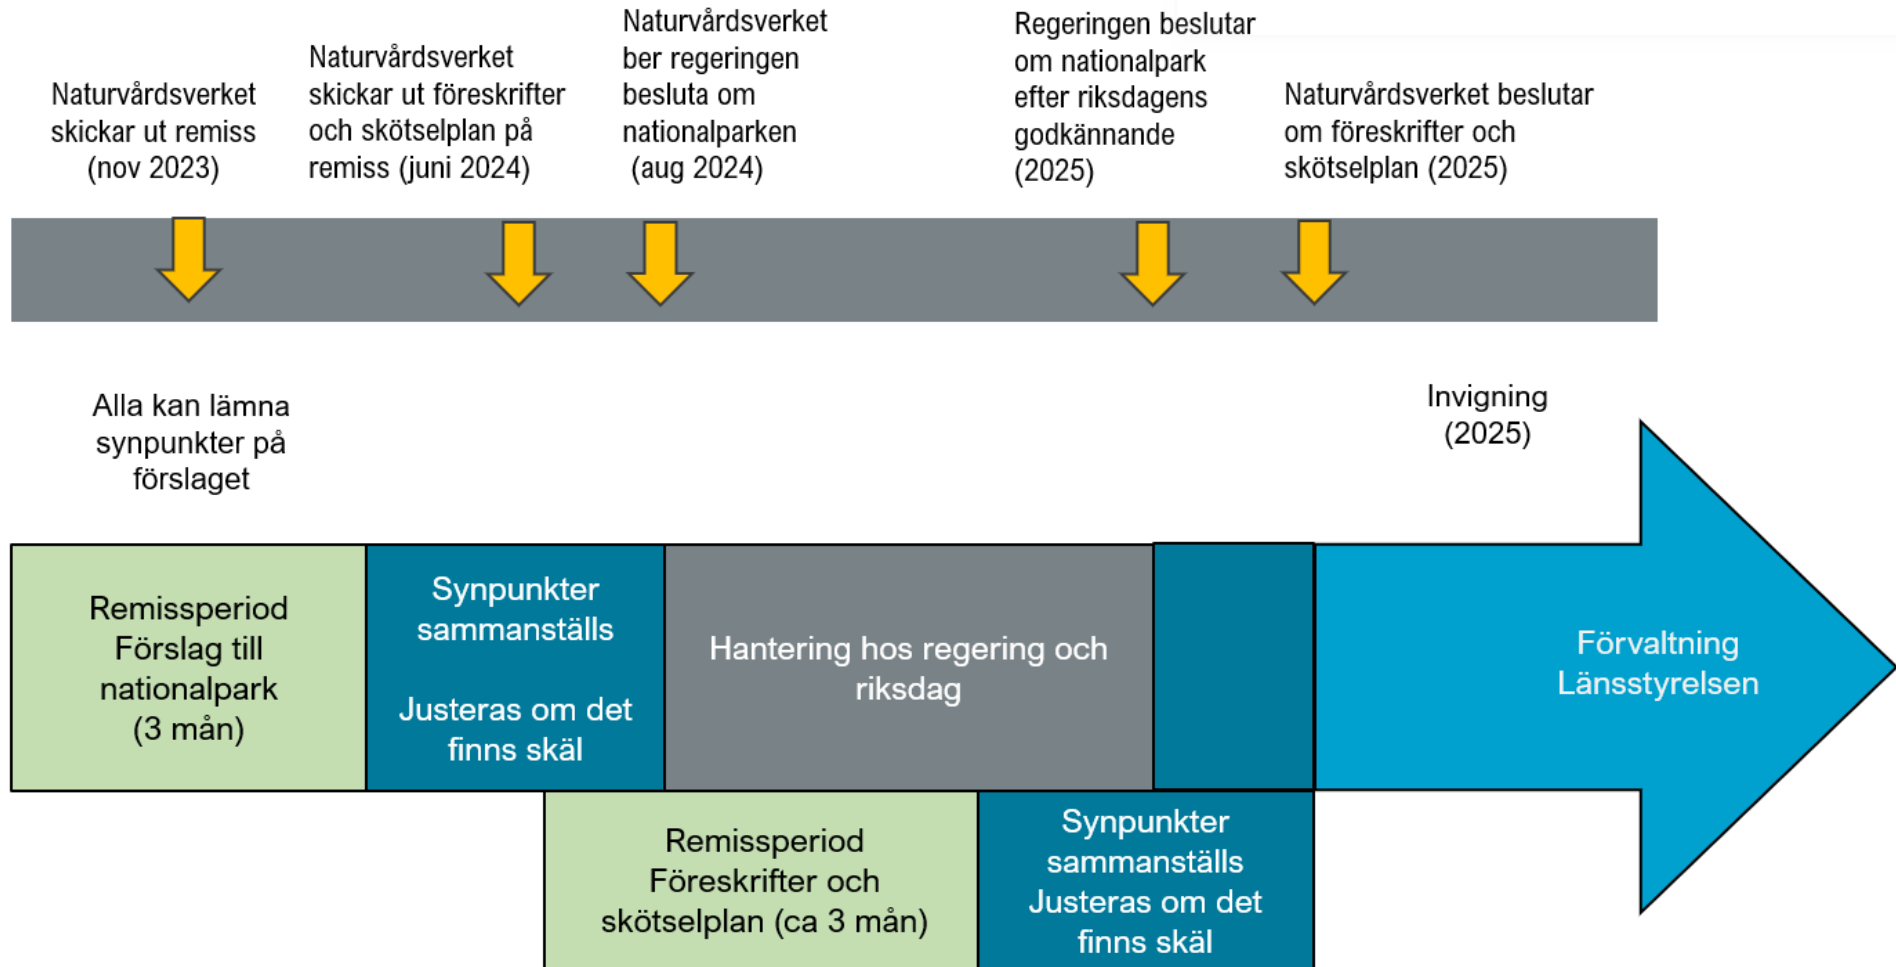 Naturvårdsverket
skickar ut remiss
(nov 2023)
Naturvårdsverket
skickar ut föreskrifter
och skötselplan på
remiss (juni 2024)
Naturvårdsverket
ber regeringen
besluta om
nationalparken
(aug 2024)
Regeringen beslutar
om nationalpark
efter riksdagens
godkännande
(2025)
Naturvårdsverket beslutar
om föreskrifter och
skötselplan (2025)
Alla kan lämna
synpunkter på
förslaget
Invigning
(2025)
Remissperiod
Förslag till
nationalpark
(3 mån)
Synpunkter
sammanställs
Justeras om det
finns skäl
Hantering hos regering och
riksdag
Förvaltning
Länsstyrelsen
Remissperiod
Föreskrifter och
skötselplan (ca 3 mån)
Synpunkter
sammanställs
Justeras om det
finns skäl